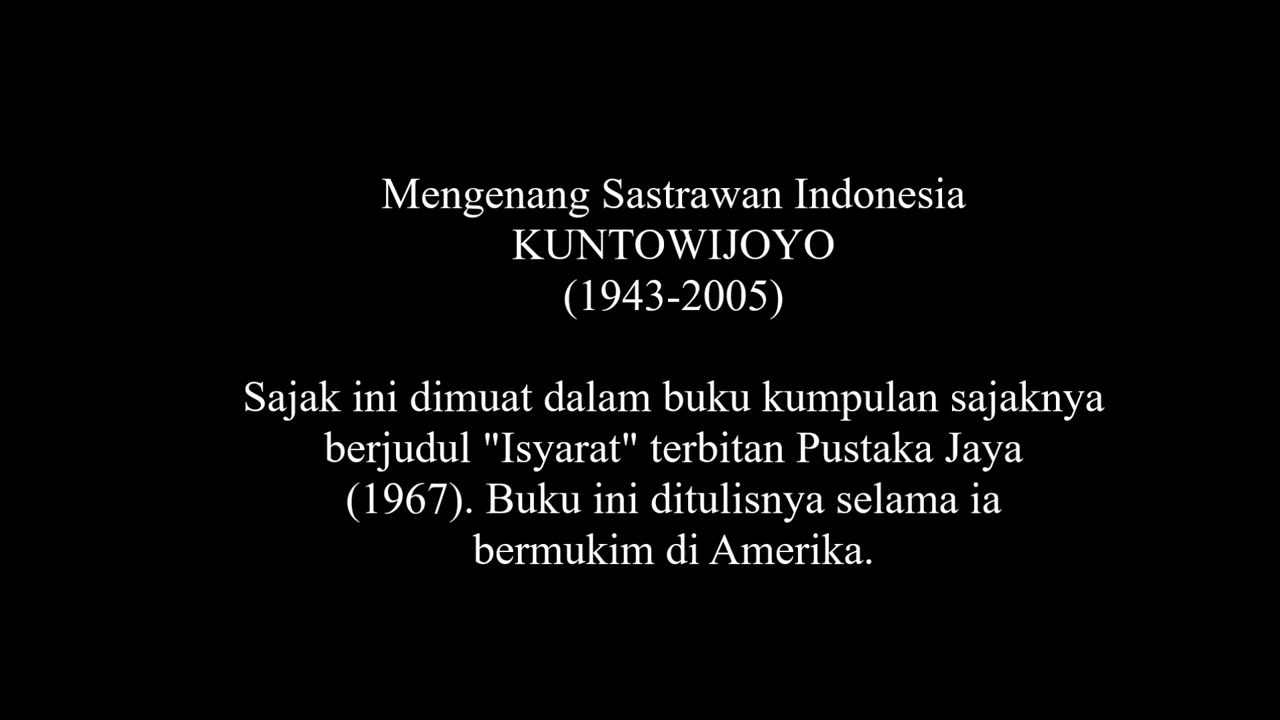 Mengenang Sastrawan Indonesia
KUNTOWIJOYO
(1943-2005)
Sajak ini dimuat dalam buku kumpulan sajaknya
berjudul "Isyarat" terbitan Pustaka Jaya
(1967). Buku ini ditulisnya selama ia
bermukim di Amerika.